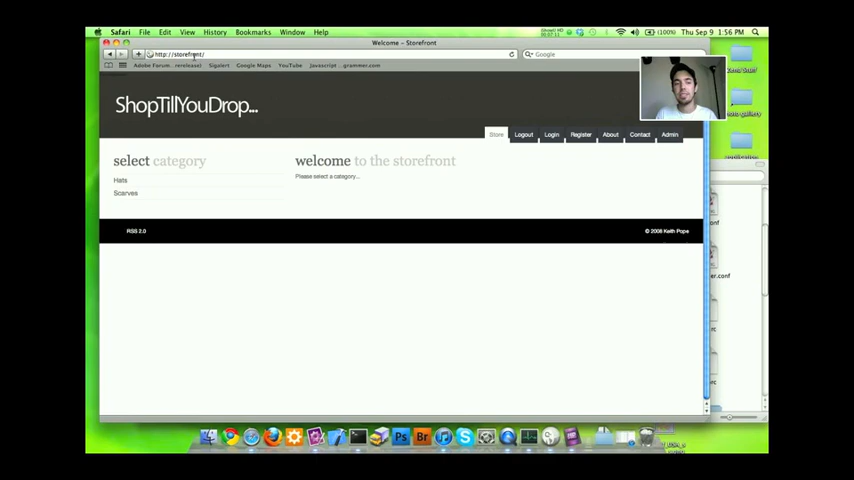 Safari File Edit View History Bookmarks Window Help
(100%) Thu Sep 9 1:56 PM
Welcome – Storefront
http://storefront/
Google
Sigalert Google Maps YouTube
ShopTillYouDrop...
Store Logout Login Register About Contact Admin
select category
Hats
Scarves
welcome to the storefront
Please select a category...
RSS 2.0
© 2008 Keith Pope